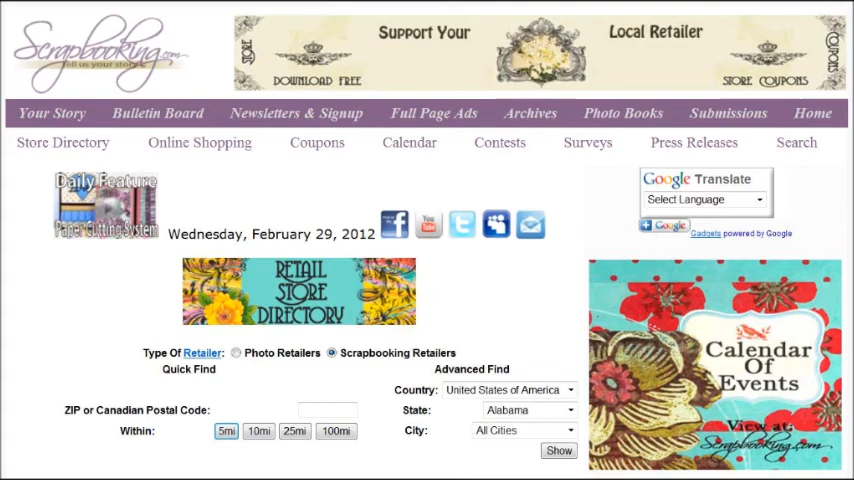 Scrapbooking.com
Tell us your story
STORE
Support Your
Local Retailer
DOWNLOAD FREE
STORE COUPONS
COUPONS
Your Story Bulletin Board Newsletters & Signup Full Page Ads Archives Photo Books Submissions Home
Store Directory Online Shopping Coupons Calendar Contests Surveys Press Releases Search
Daily Feature
Paper Cutting System
Wednesday, February 29, 2012
f
You
Tube
t
Google Translate
Select Language
+ Google
Gadgets powered by Google
RETAIL
STORE
DIRECTORY
Type Of Retailer: Photo Retailers Scrapbooking Retailers
Quick Find Advanced Find
Country: United States of America
ZIP or Canadian Postal Code: State: Alabama
Within: 5mi 10mi 25mi 100mi City: All Cities
Show
Calendar
Of
Events
View at:
Scrapbooking.com